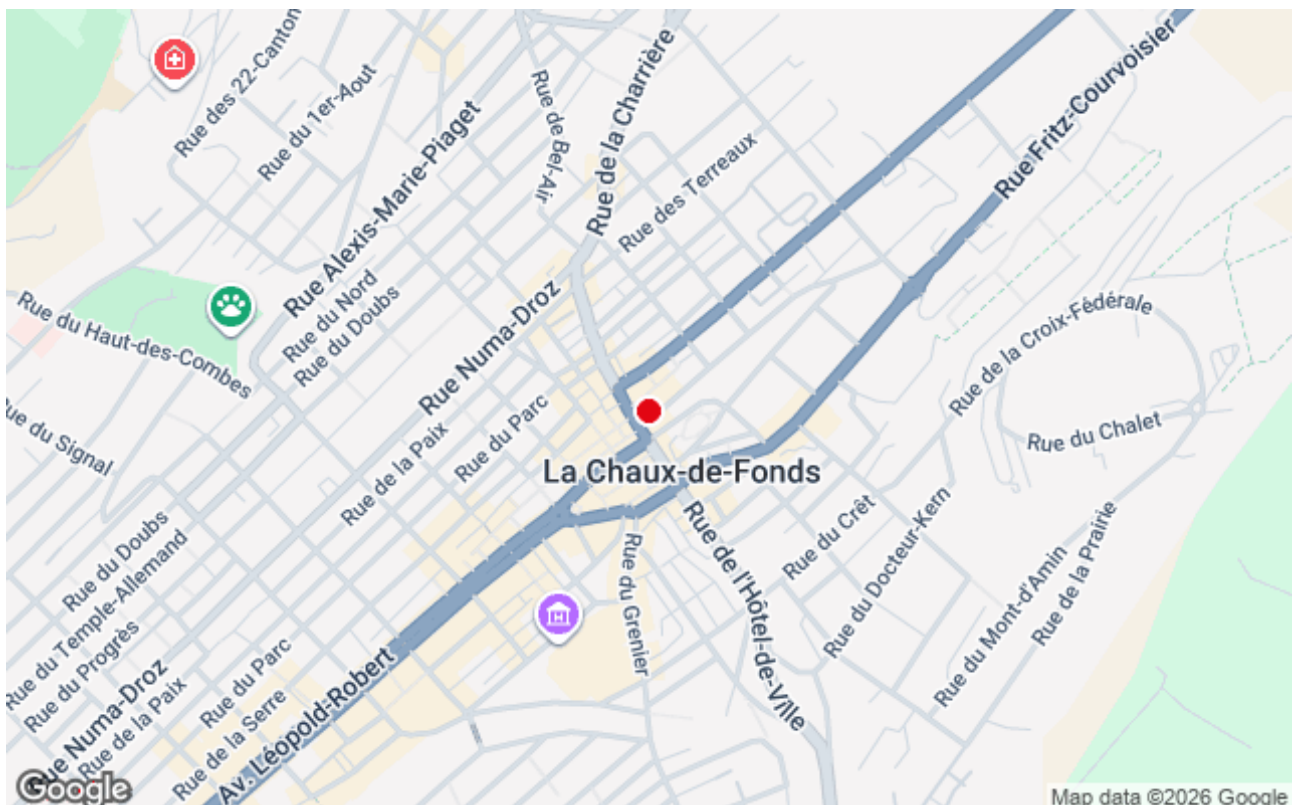 Rue des 22-Canton
Rue du 1er-Aout
Rue Alexis-Marie-Piaget
Rue de Bel-Air
Rue de la Charrière
Rue des Terreaux
Rue Fritz-Courvoisier
Rue du Nord
Rue du Doubs
Rue Numa-Droz
Rue du Haut-des-Combes
Rue de la Croix-Fédérale
Rue du Parc
Rue de la Paix
Rue du Chalet
ue du Signal
La Chaux-de-Fonds
Rue du Doubs
Rue du Temple-Allemand
Rue du Progrès
Rue Numa-Droz
Rue de la Paix
Rue du Parc
Rue de la Serre
Av. Léopold-Robert
Rue du Grenier
Rue de l'Hôtel-de-Ville
Rue du Crêt
Rue du Docteur-Kern
Rue du Mont-d'Amin
Rue de la Prairie
Google
Map data ©2026 Google